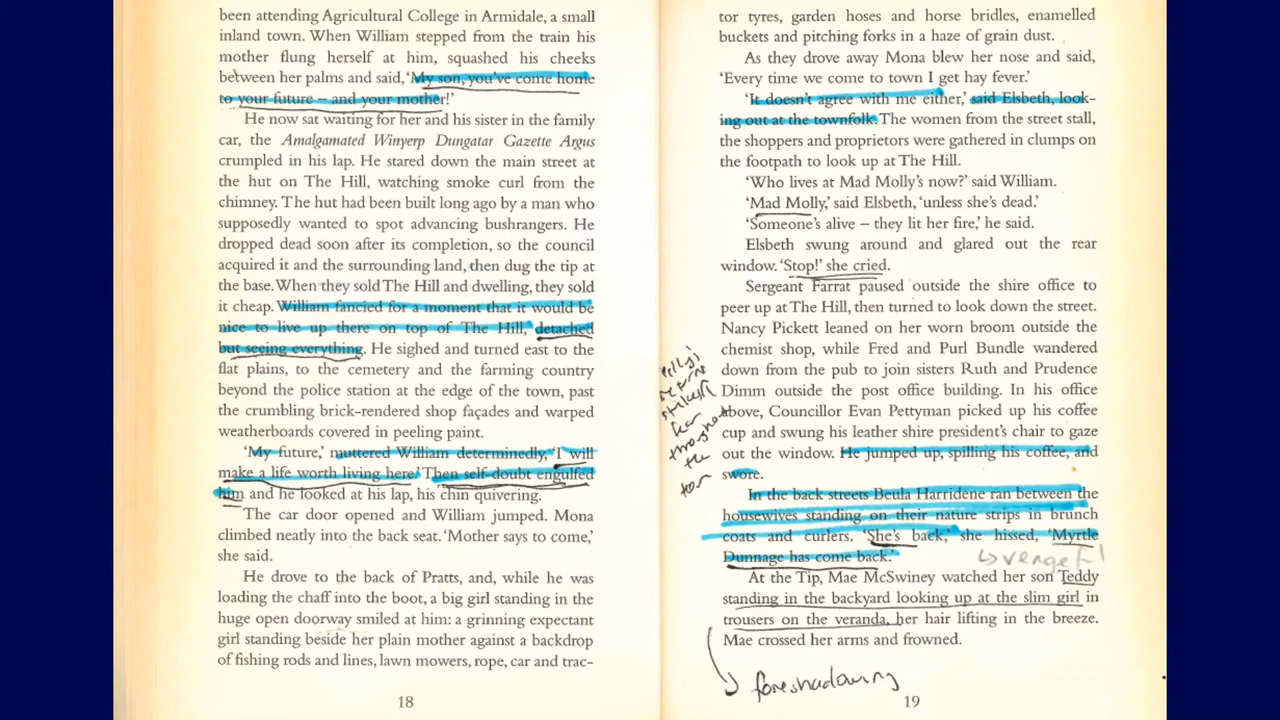 been attending Agricultural College in Armidale, a small
inland town. When William stepped from the train his
mother flung herself at him, squashed his cheeks
between her palms and said, ‘My son, you’ve come home
to your future – and your mother!’
He now sat waiting for her and his sister in the family
car, the Amalgamated Winyerp Dungatar Gazette Argus
crumpled in his lap. He stared down the main street at
the hut on The Hill, watching smoke curl from the
chimney. The hut had been built long ago by a man who
supposedly wanted to spot advancing bushrangers. He
dropped dead soon after its completion, so the council
acquired it and the surrounding land, then dug the tip at
the base. When they sold The Hill and dwelling, they sold
it cheap. William fancied for a moment that it would be
nice to live up there on top of The Hill, detached
but seeing everything. He sighed and turned east to the
flat plains, to the cemetery and the farming country
beyond the police station at the edge of the town, past
the crumbling brick-rendered shop façades and warped
weatherboards covered in peeling paint.
‘My future,’ muttered William determinedly, ‘I will
make a life worth living here!’ Then self-doubt engulfed
him and he looked at his lap, his chin quivering.
The car door opened and William jumped. Mona
climbed neatly into the back seat. ‘Mother says to come,’
she said.
He drove to the back of Pratts, and, while he was
loading the chaff into the boot, a big girl standing in the
huge open doorway smiled at him: a grinning expectant
girl standing beside her plain mother against a backdrop
of fishing rods and lines, lawn mowers, rope, car and trac-
18
tor tyres, garden hoses and horse bridles, enamelled
buckets and pitching forks in a haze of grain dust.
As they drove away Mona blew her nose and said,
‘Every time we come to town I get hay fever.’
‘It doesn’t agree with me either,’ said Elsbeth, look-
ing out at the townfolk. The women from the street stall,
the shoppers and proprietors were gathered in clumps on
the footpath to look up at The Hill.
‘Who lives at Mad Molly’s now?’ said William.
‘Mad Molly,’ said Elsbeth, ‘unless she’s dead.’
‘Someone’s alive – they lit her fire,’ he said.
Elsbeth swung around and glared out the rear
window. ‘Stop!’ she cried.
Sergeant Farrat paused outside the shire office to
peer up at The Hill, then turned to look down the street.
Nancy Pickett leaned on her worn broom outside the
chemist shop, while Fred and Purl Bundle wandered
down from the pub to join sisters Ruth and Prudence
Dimm outside the post office building. In his office
above, Councillor Evan Pettyman picked up his coffee
cup and swung his leather shire president’s chair to gaze
out the window. He jumped up, spilling his coffee, and
swore.
In the back streets Beula Harridene ran between the
housewives standing on their nature strips in brunch
coats and curlers. ‘She’s back,’ she hissed, ‘Myrtle
Dunnage has come back.’
vengeful
At the Tip, Mae McSwiney watched her son Teddy
standing in the backyard looking up at the slim girl in
trousers on the veranda, her hair lifting in the breeze.
Mae crossed her arms and frowned.
return
fear
throughout
the
foreshadowing
19